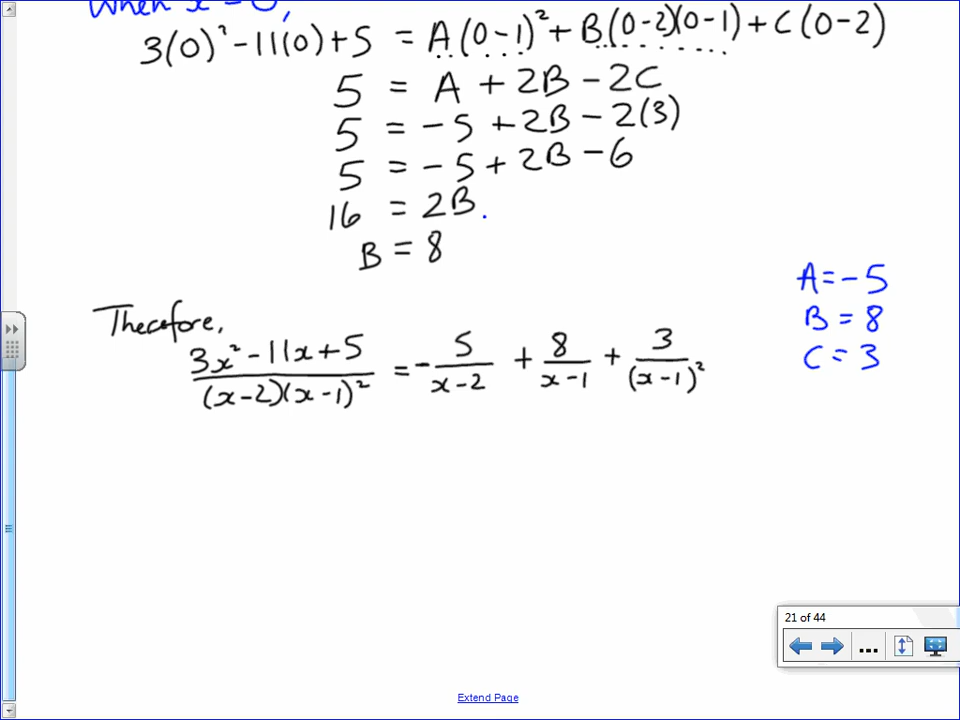 When x = 0,
3(0)² - 11(0) + 5 = A(0-1)² + B(0-2)(0-1) + C(0-2)
5 = A + 2B - 2C
5 = -5 + 2B - 2(3)
5 = -5 + 2B - 6
16 = 2B.
B = 8
A = -5
B = 8
C = 3
Therefore,
(3x² - 11x + 5)/((x-2)(x-1)²) = - 5/(x-2) + 8/(x-1) + 3/(x-1)²
21 of 44
...
Extend Page